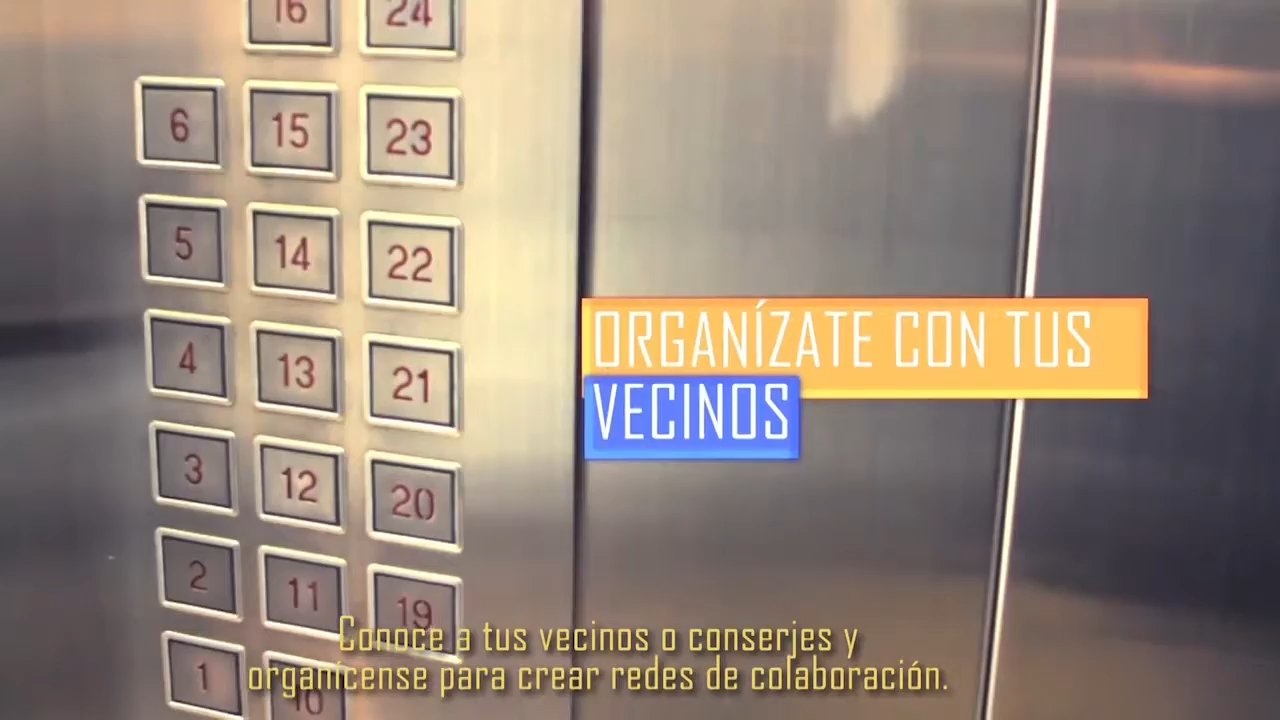 16 24
6 15 23
5 14 22
4 13 21
3 12 20
2 11 19
1 10
ORGANÍZATE CON TUS
VECINOS
Conoce a tus vecinos o conserjes y
organícense para crear redes de colaboración.